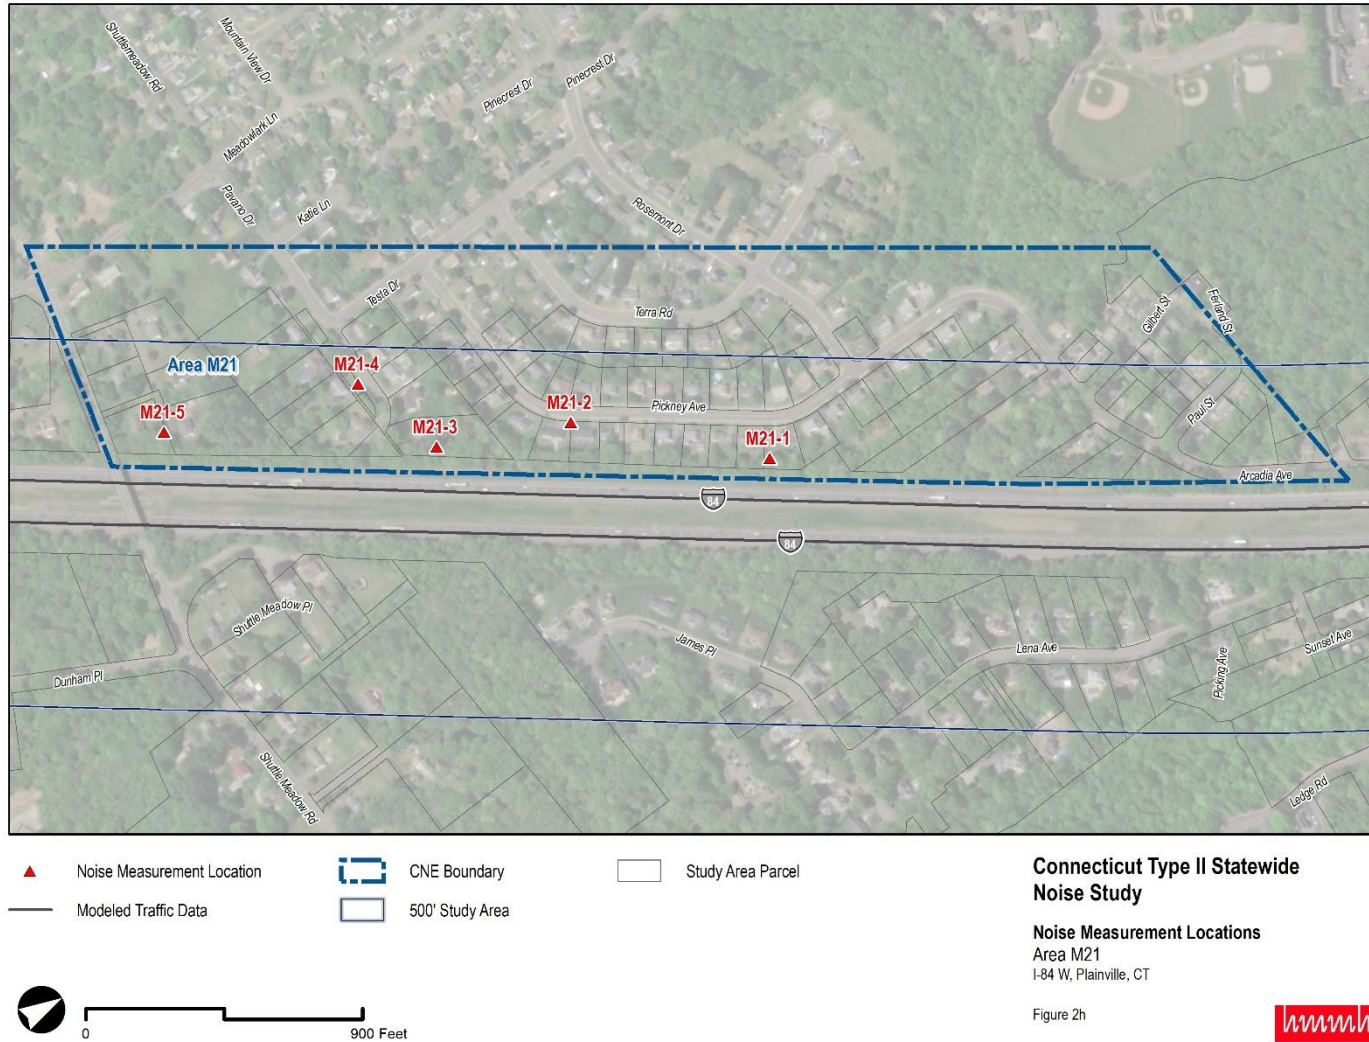 Shuttlemeadow Rd
Mountain View Dr
Pinecrest Dr
Pinecrest Dr
Meadowlark Ln
Pavano Dr
Katie Ln
Rosemont Dr
Testa Dr
Terra Rd
Gilbert St
Ferland St
Area M21
M21-4
M21-5
M21-3
M21-2
Pickney Ave
M21-1
Paul St
Arcadia Ave
84
84
Shuttle Meadow Pl
Dunham Pl
James Pl
Lena Ave
Picking Ave
Sunset Ave
Shuttle Meadow Rd
Ledge Rd
Noise Measurement Location
CNE Boundary
Study Area Parcel
Modeled Traffic Data
500' Study Area
Connecticut Type II Statewide
Noise Study
Noise Measurement Locations
Area M21
I-84 W, Plainville, CT
Figure 2h
0
900 Feet
hmmh